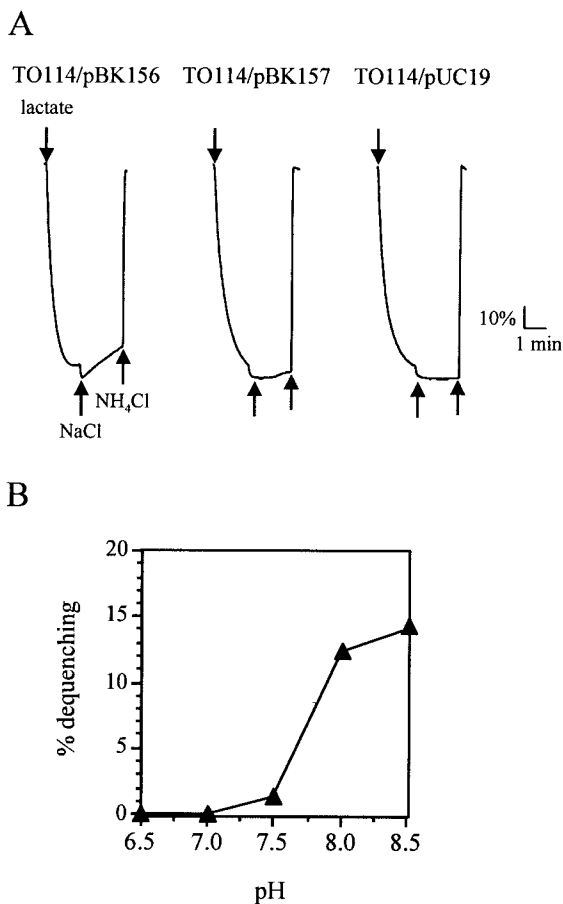 A
TO114/pBK156 TO114/pBK157 TO114/pUC19
lactate
10%
1 min
NH4Cl
NaCl
B
20
15
10
5
0
% dequenching
6.5 7.0 7.5 8.0 8.5
pH